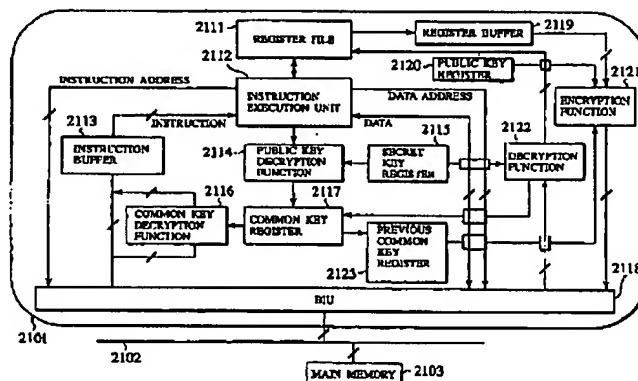 2111
REGISTER FILE
REGISTER BUFFER
2119
2112
2120
PUBLIC KEY
REGISTER
2121
INSTRUCTION ADDRESS
INSTRUCTION
EXECUTION UNIT
DATA ADDRESS
ENCRYPTION
FUNCTION
2113
INSTRUCTION
DATA
2115
2122
INSTRUCTION
BUFFER
2114
PUBLIC KEY
DECRYPTION
FUNCTION
SECRET
KEY
REGISTER
DECRYPTION
FUNCTION
2116
2117
COMMON KEY
DECRYPTION
FUNCTION
COMMON KEY
REGISTER
PREVIOUS
COMMON
KEY
REGISTER
2123
2118
BIU
2101
2102
MAIN MEMORY
2103